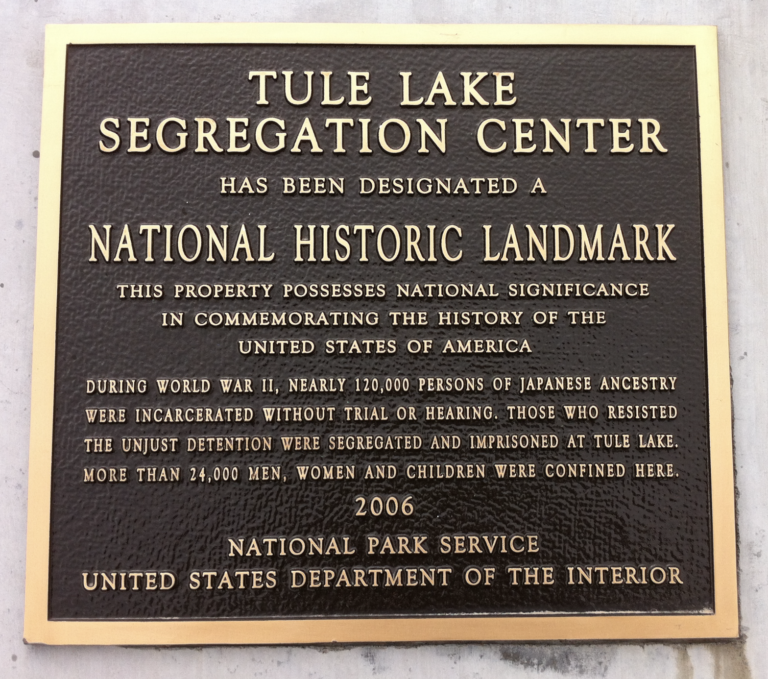 TULE LAKE
SEGREGATION CENTER
HAS BEEN DESIGNATED A
NATIONAL HISTORIC LANDMARK
THIS PROPERTY POSSESSES NATIONAL SIGNIFICANCE
IN COMMEMORATING THE HISTORY OF THE
UNITED STATES OF AMERICA
DURING WORLD WAR II, NEARLY 120,000 PERSONS OF JAPANESE ANCESTRY
WERE INCARCERATED WITHOUT TRIAL OR HEARING. THOSE WHO RESISTED
THE UNJUST DETENTION WERE SEGREGATED AND IMPRISONED AT TULE LAKE.
MORE THAN 24,000 MEN, WOMEN AND CHILDREN WERE CONFINED HERE.
2006
NATIONAL PARK SERVICE
UNITED STATES DEPARTMENT OF THE INTERIOR